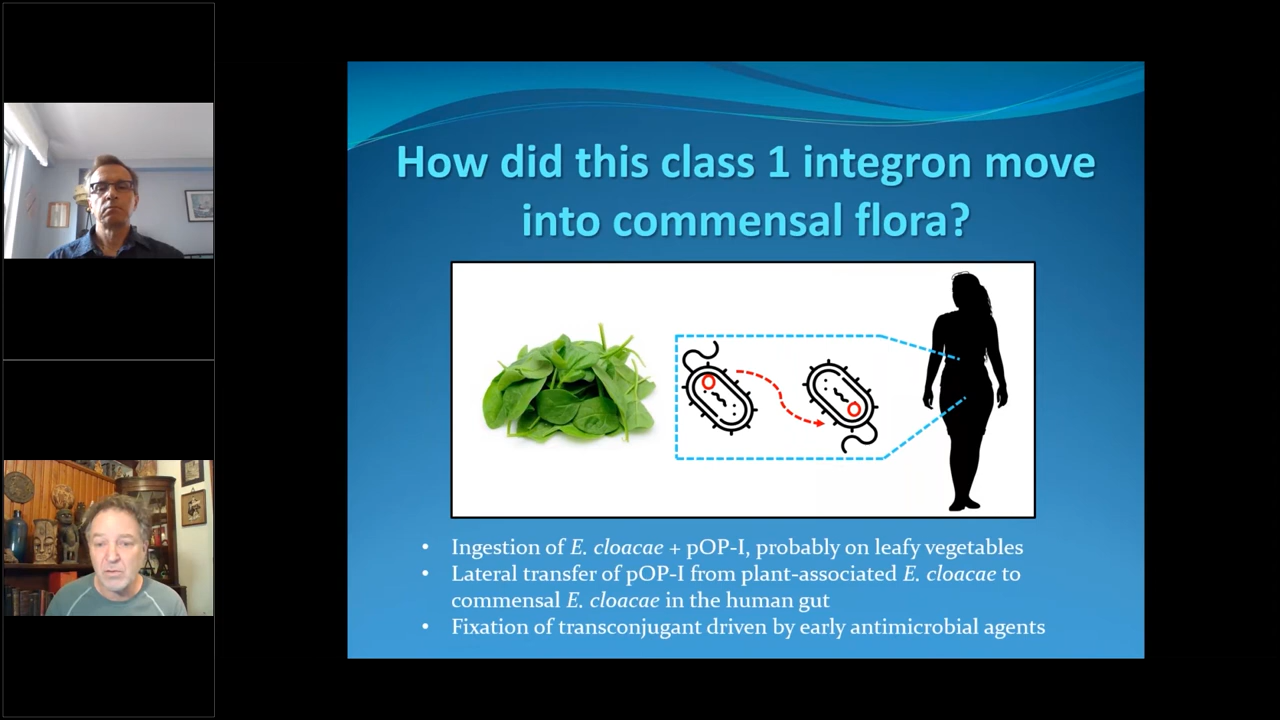 How did this class 1 integron move
into commensal flora?
• Ingestion of E. cloacae + pOP-I, probably on leafy vegetables
• Lateral transfer of pOP-I from plant-associated E. cloacae to
commensal E. cloacae in the human gut
• Fixation of transconjugant driven by early antimicrobial agents